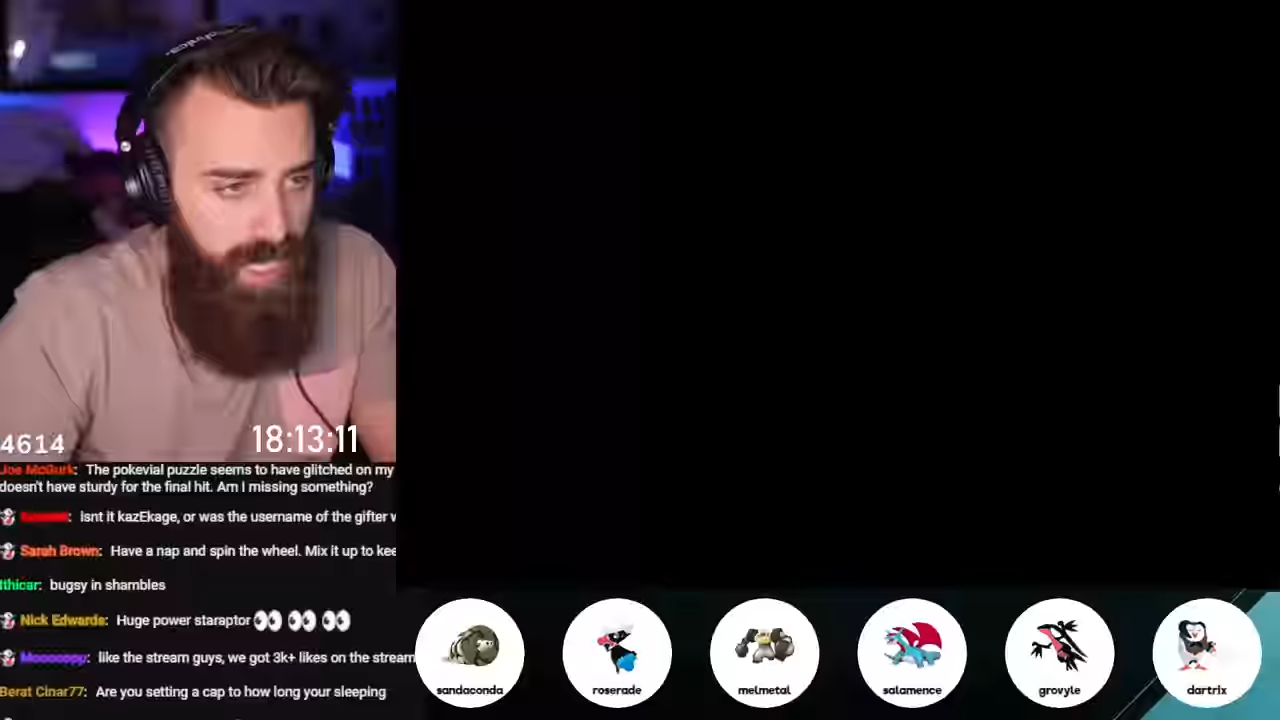 4614
18:13:11
Joe McGurk: The pokevial puzzle seems to have glitched on my
doesn't have sturdy for the final hit. Am I missing something?
isnt it kazEkage, or was the username of the gifter w
Sarah Brown: Have a nap and spin the wheel. Mix it up to kee
Ithicar: bugsy in shambles
Nick Edwards: Huge power staraptor
Mooooopy: like the stream guys, we got 3k+ likes on the stream
Berat Cinar77: Are you setting a cap to how long your sleeping
sandaconda
roserade
melmetal
salamence
grovyle
dartrix